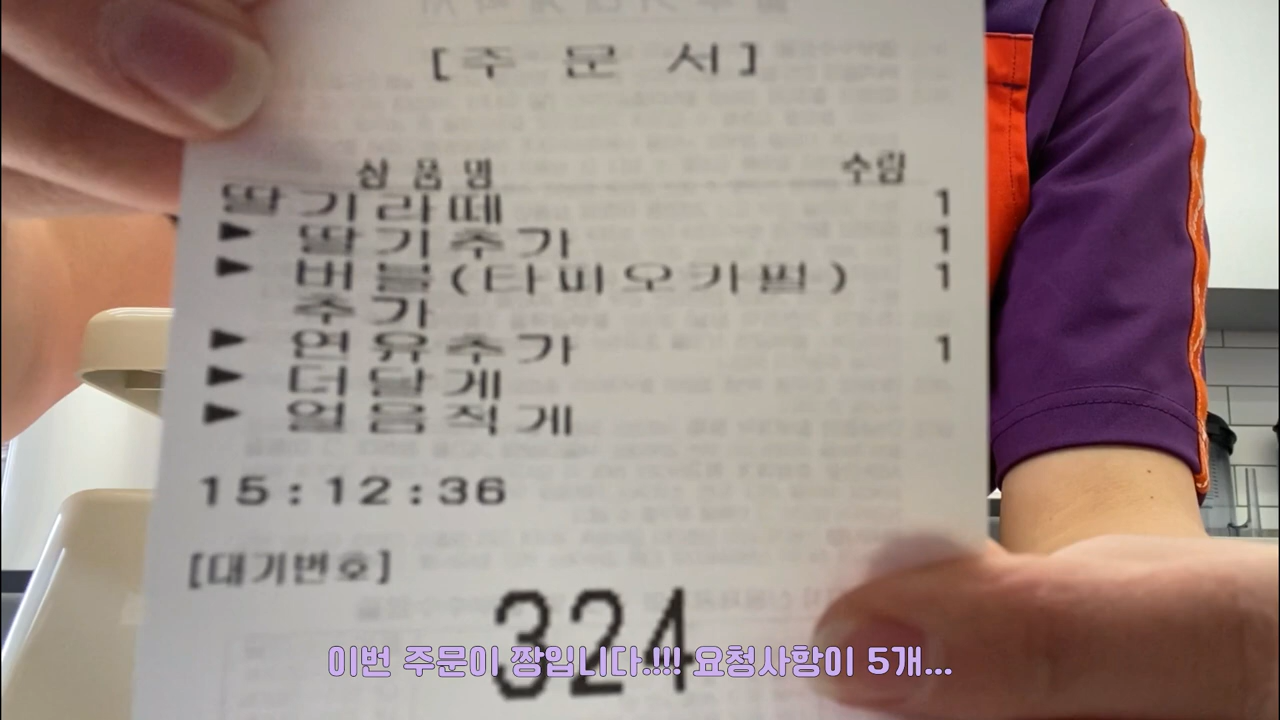 [주 문 서]
상 품 명 수량
딸기라떼 1
▶ 딸기추가 1
▶ 버블(타피오카펄) 1
추가
▶ 연유추가 1
▶ 더달게
▶ 얼음적게
15:12:36
[대기번호]
324
이번 주문이 짱입니다.!!! 요청사항이 5개...